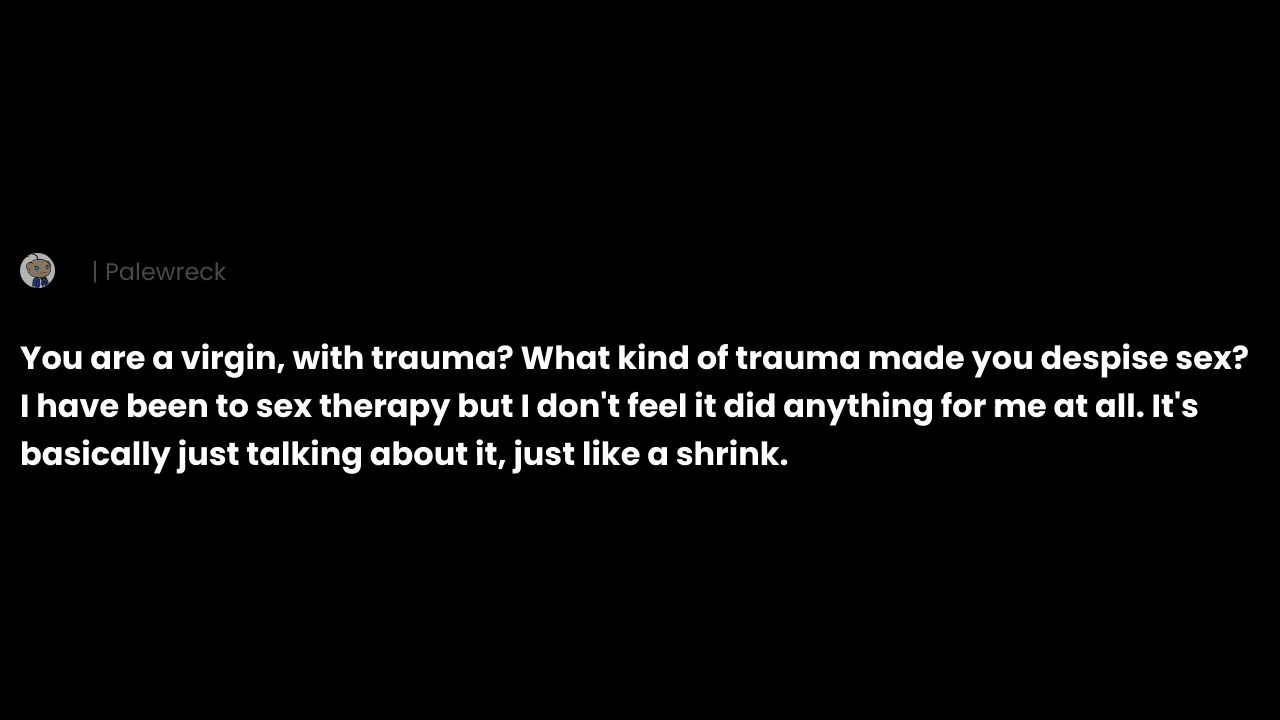 | Palewreck
You are a virgin, with trauma? What kind of trauma made you despise sex?
I have been to sex therapy but I don't feel it did anything for me at all. It's
basically just talking about it, just like a shrink.